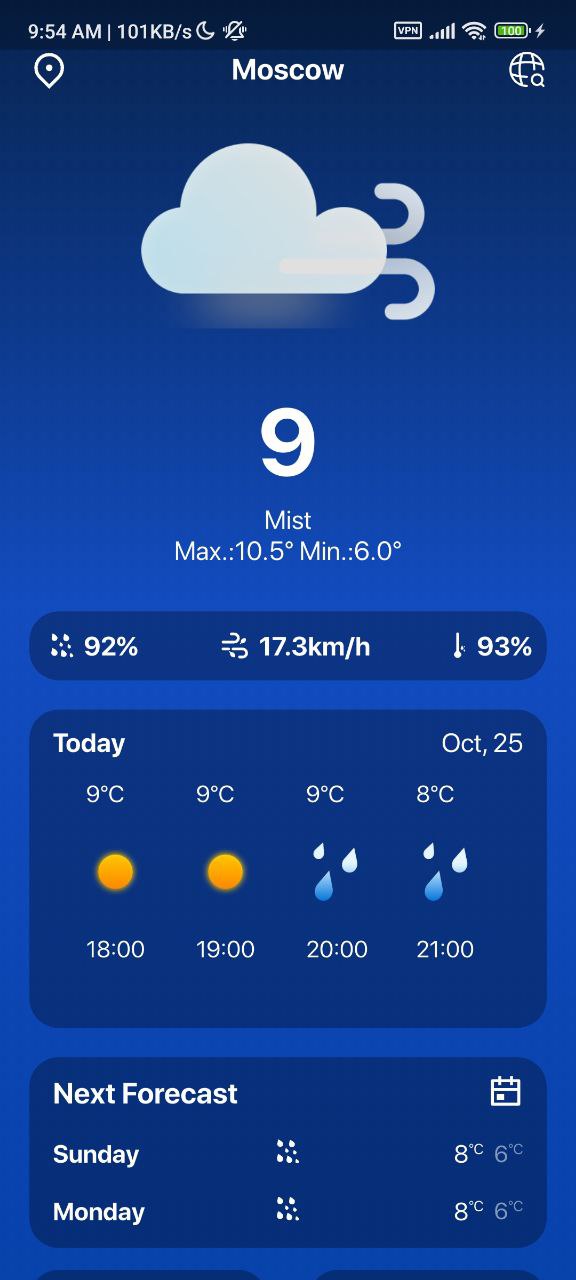 9:54 AM | 101KB/s VPN 100
Moscow
9
Mist
Max.:10.5° Min.:6.0°
92% 17.3km/h 93%
Today Oct, 25
9°C 9°C 9°C 8°C
18:00 19:00 20:00 21:00
Next Forecast
Sunday 8°C 6°C
Monday 8°C 6°C